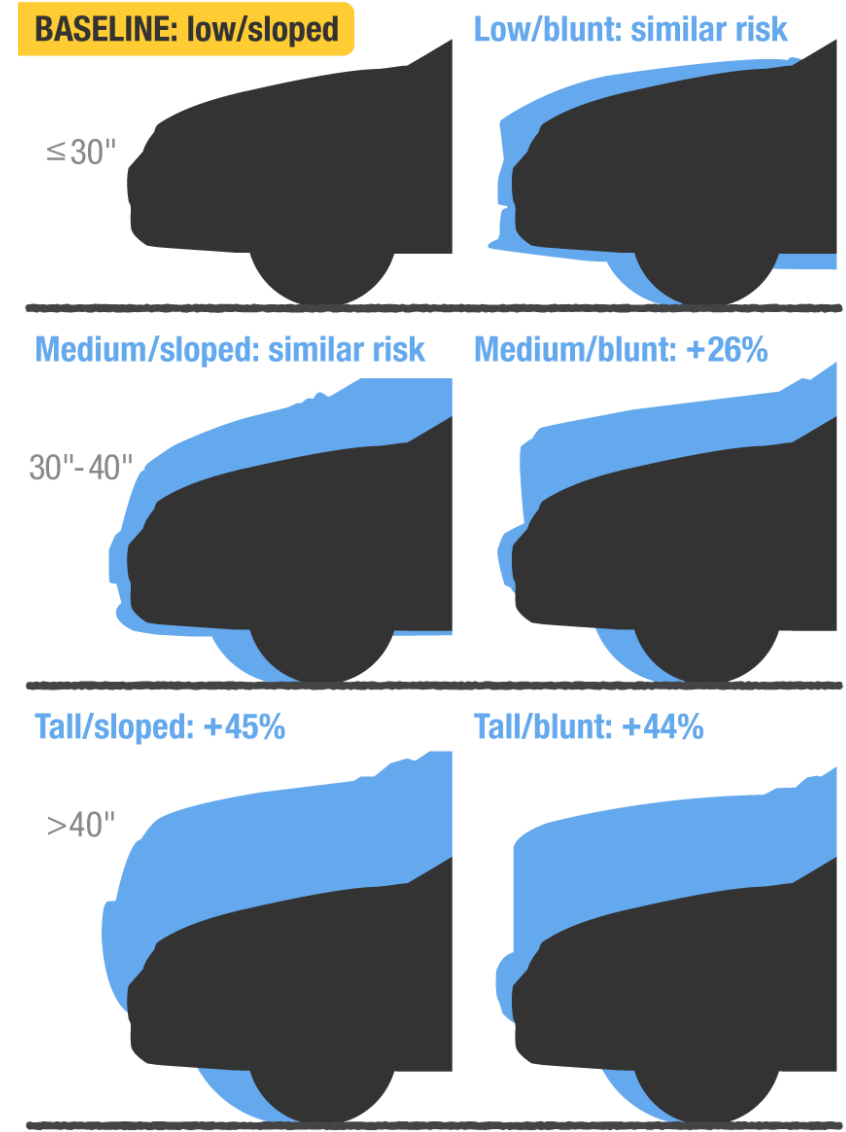 BASELINE: low/sloped
Low/blunt: similar risk
≤30"
Medium/sloped: similar risk
Medium/blunt: +26%
30"-40"
Tall/sloped: +45%
Tall/blunt: +44%
>40"